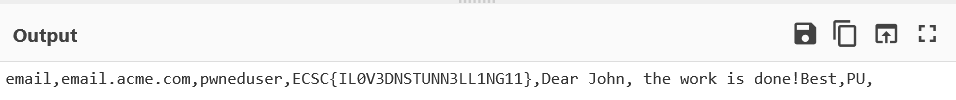 Output
email,email.acme.com,pwneduser,ECSC{IL0V3DNSTUNN3LL1NG11},Dear John, the work is done!Best,PU,